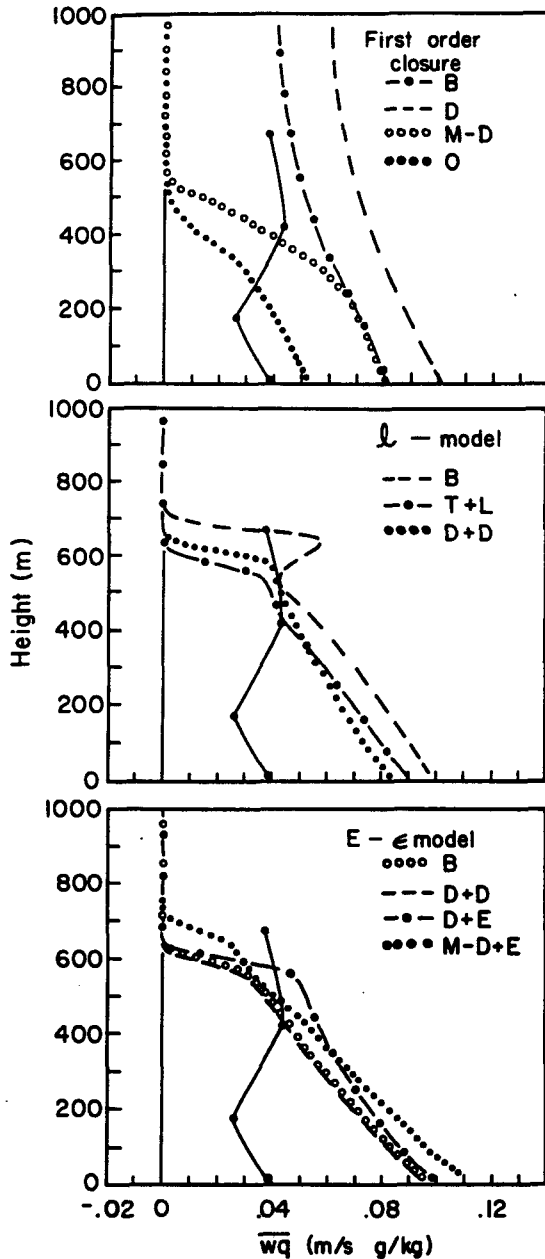 First order
closure
B
D
M-D
O
1000
800
600
400
200
0
ℓ - model
B
T+L
D+D
1000
800
600
400
200
0
Height (m)
E - ϵ model
B
D+D
D+E
M-D+E
1000
800
600
400
200
0
-.02 0 .04 .08 0.12
wq (m/s g/kg)